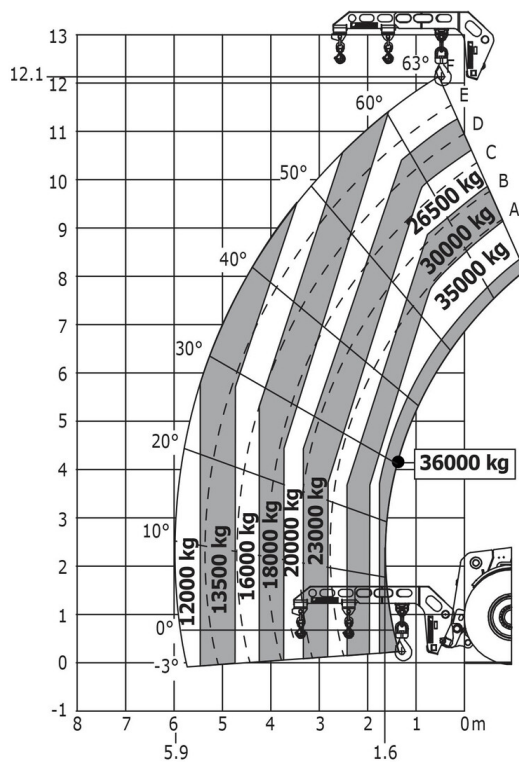 13
12.1
12
11
10
9
8
7
6
5
4
3
2
1
0
-1
63°
F
60°
E
D
50°
C
B
A
40°
30°
20°
10°
0°
-3°
26500 kg
30000 kg
35000 kg
36000 kg
12000 kg
13500 kg
16000 kg
18000 kg
20000 kg
23000 kg
8 7 6 5 4 3 2 1 0m
5.9 1.6